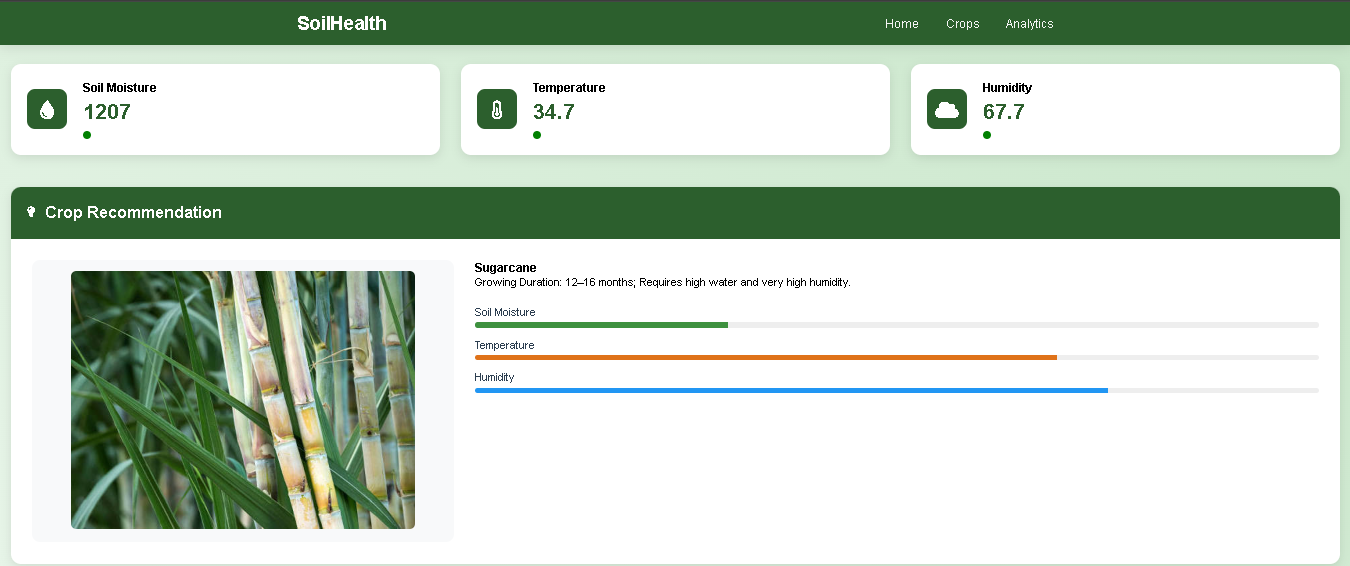 SoilHealth
Home Crops Analytics
Soil Moisture
1207
Temperature
34.7
Humidity
67.7
Crop Recommendation
Sugarcane
Growing Duration: 12–16 months; Requires high water and very high humidity.
Soil Moisture
Temperature
Humidity